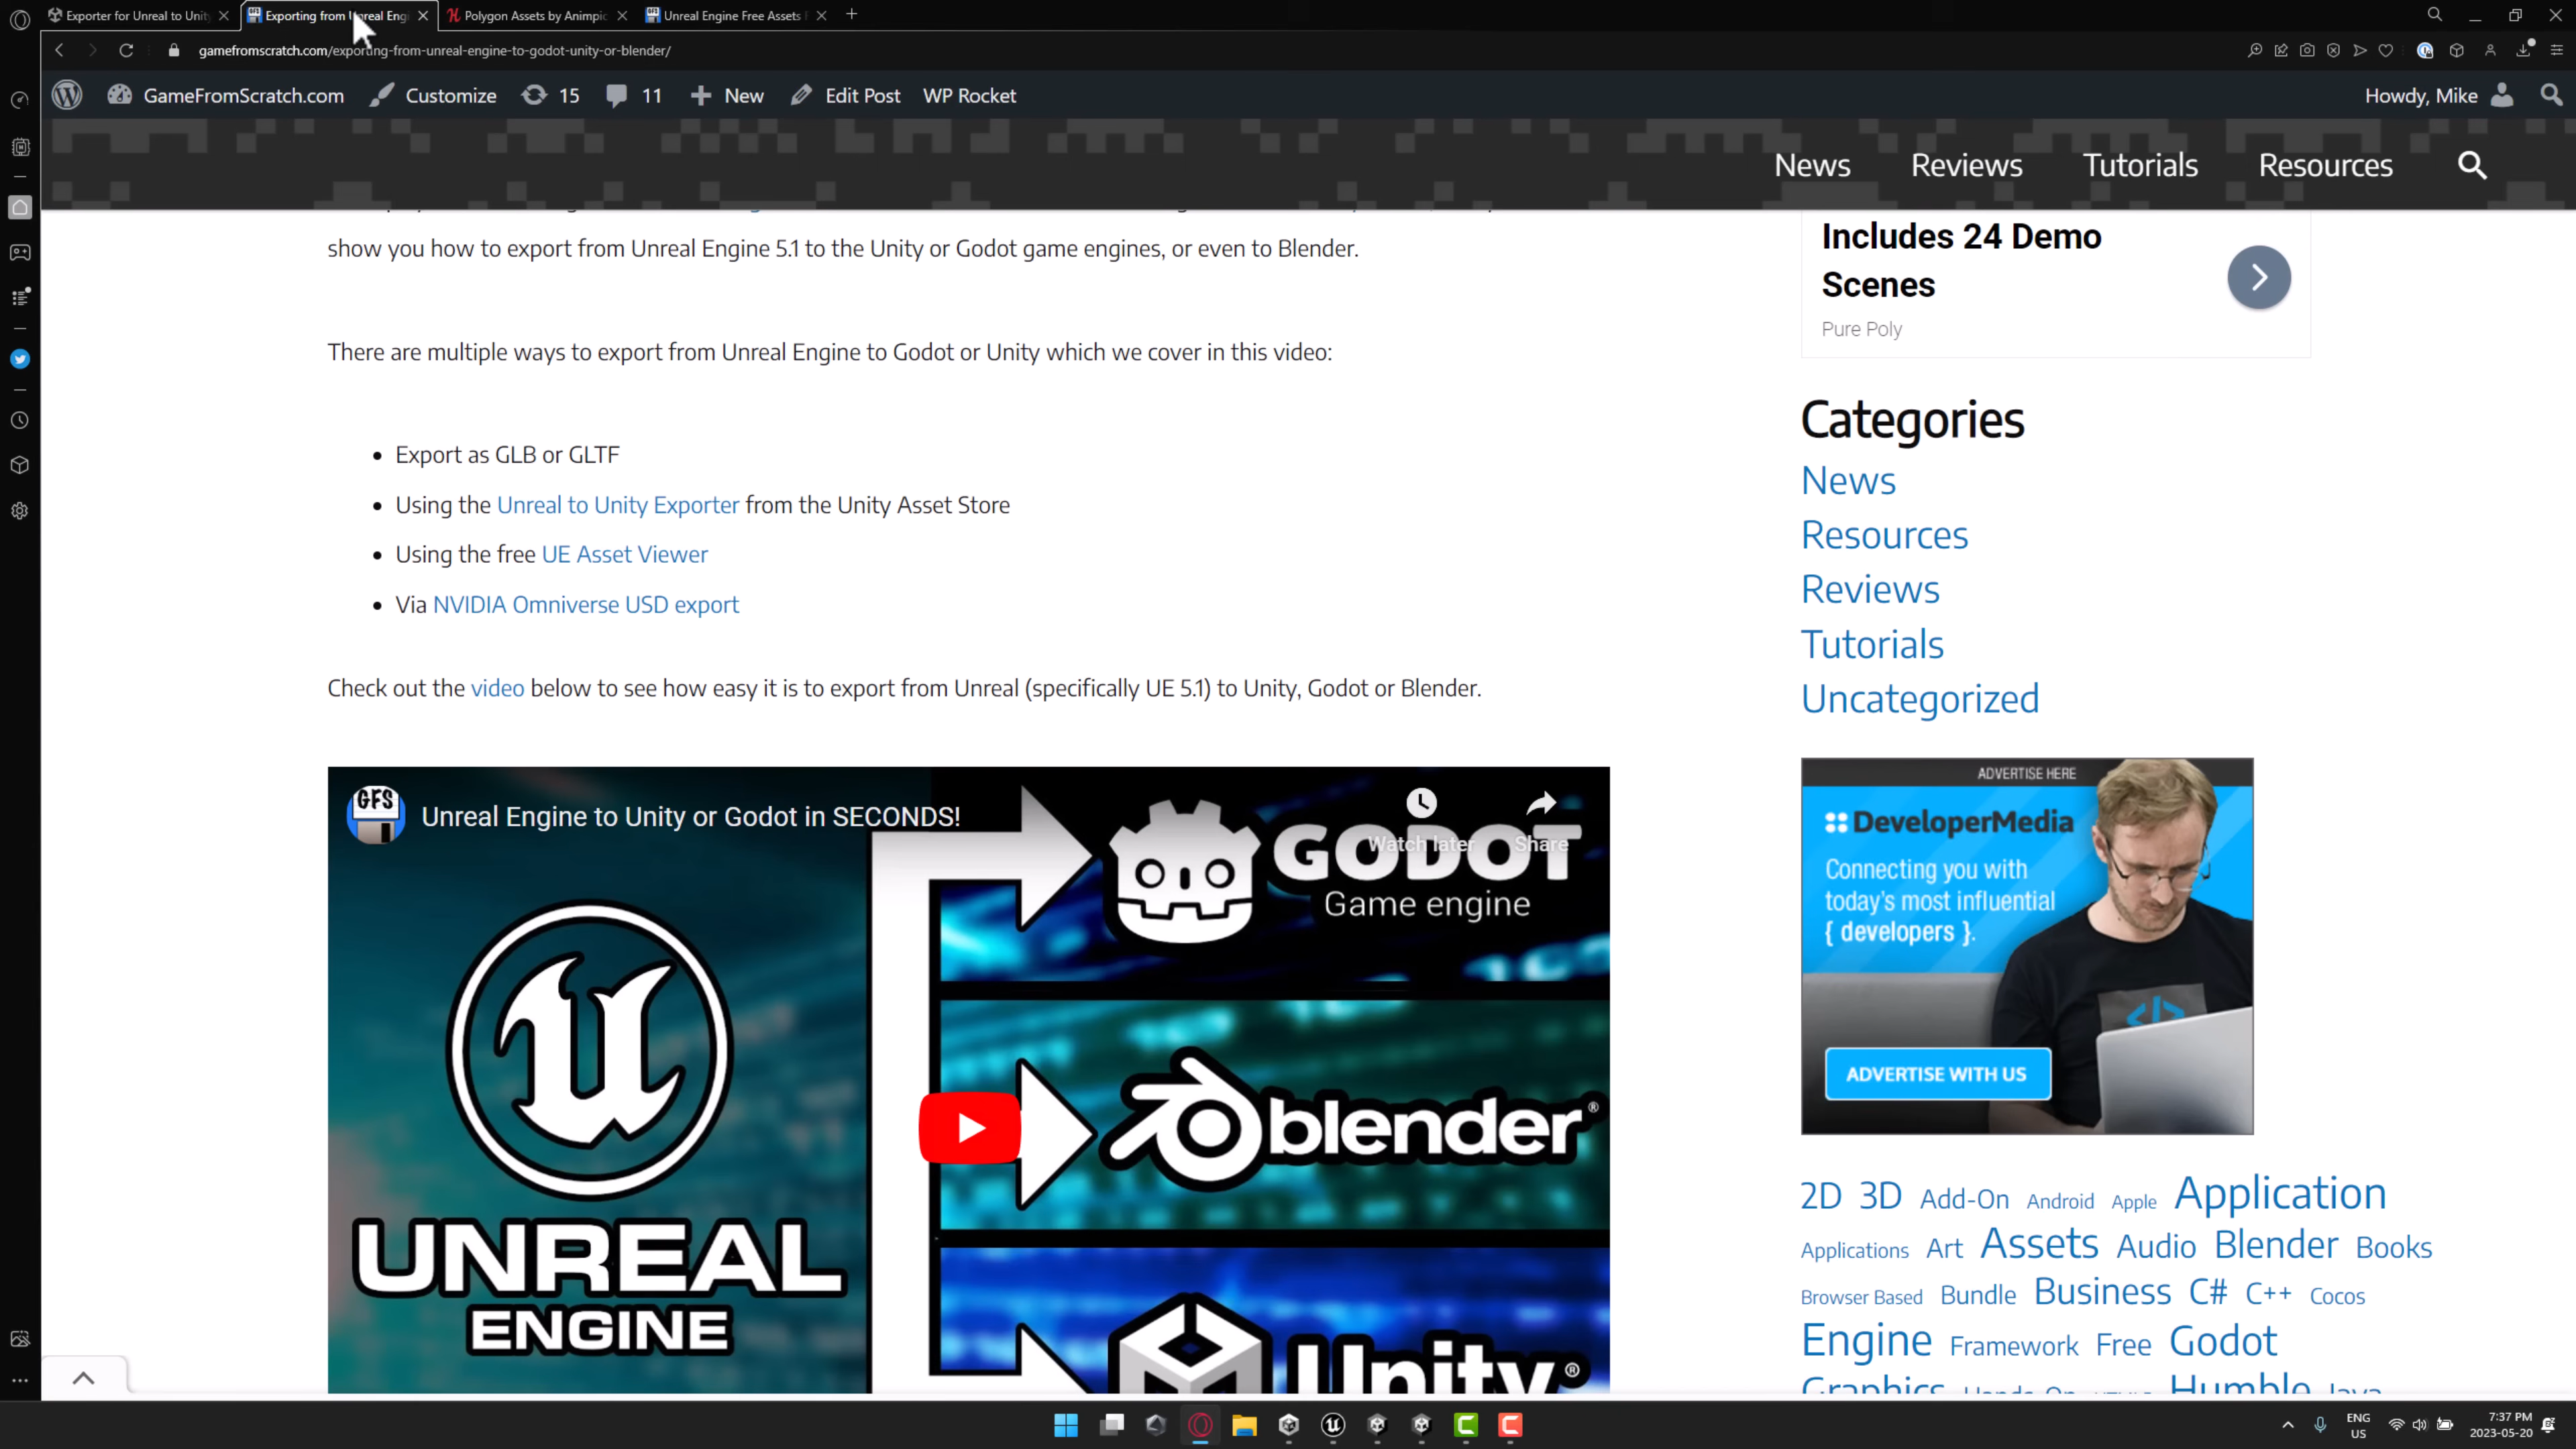 Exporter for Unreal to Unity
Exporting from Unreal Engi
Polygon Assets by Animpic
Unreal Engine Free Assets
gamefromscratch.com/exporting-from-unreal-engine-to-godot-unity-or-blender/
GameFromScratch.com
Customize
15
11
New
Edit Post
WP Rocket
Howdy, Mike
News
Reviews
Tutorials
Resources
show you how to export from Unreal Engine 5.1 to the Unity or Godot game engines, or even to Blender.
There are multiple ways to export from Unreal Engine to Godot or Unity which we cover in this video:
• Export as GLB or GLTF
• Using the Unreal to Unity Exporter from the Unity Asset Store
• Using the free UE Asset Viewer
• Via NVIDIA Omniverse USD export
Check out the video below to see how easy it is to export from Unreal (specifically UE 5.1) to Unity, Godot or Blender.
GFS
Unreal Engine to Unity or Godot in SECONDS!
Watch later
Share
GODOT
Game engine
blender®
UNREAL
ENGINE
Unity®
Includes 24 Demo
Scenes
Pure Poly
Categories
News
Resources
Reviews
Tutorials
Uncategorized
ADVERTISE HERE
DeveloperMedia
Connecting you with
today's most influential
{ developers }.
</>
ADVERTISE WITH US
2D 3D Add-On Android Apple Application
Applications Art Assets Audio Blender Books
Browser Based Bundle Business C# C++ Cocos
Engine Framework Free Godot
Graphics Hands-On Humble Java
ENG
US
7:37 PM
2023-05-20